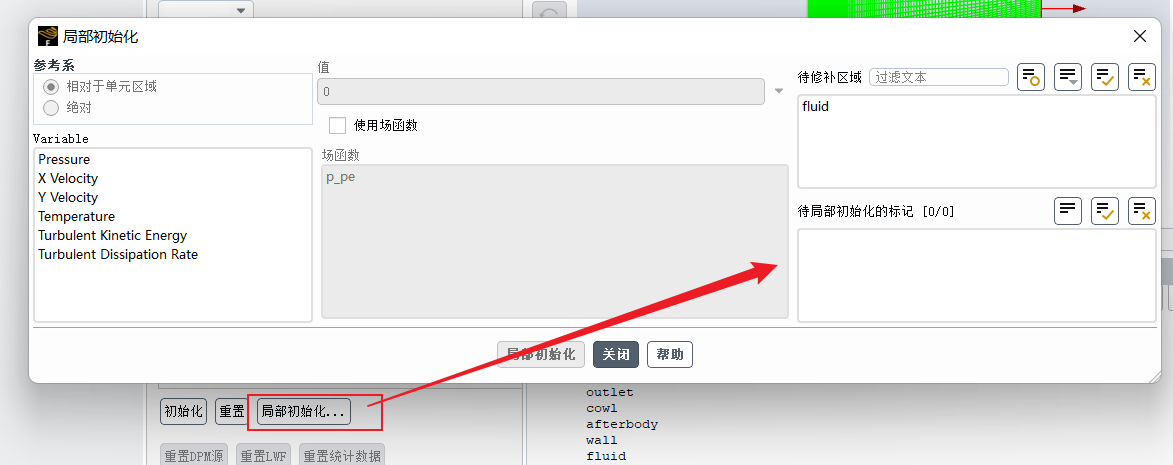 局部初始化
参考系
相对于单元区域
绝对
Variable
Pressure
X Velocity
Y Velocity
Temperature
Turbulent Kinetic Energy
Turbulent Dissipation Rate
值
0
使用场函数
场函数
p_pe
待修补区域 过滤文本
fluid
待局部初始化的标记 [0/0]
局部初始化 关闭 帮助
初始化 重置 局部初始化...
重置DPM源 重置LWF 重置统计数据
outlet
cowl
afterbody
wall
fluid